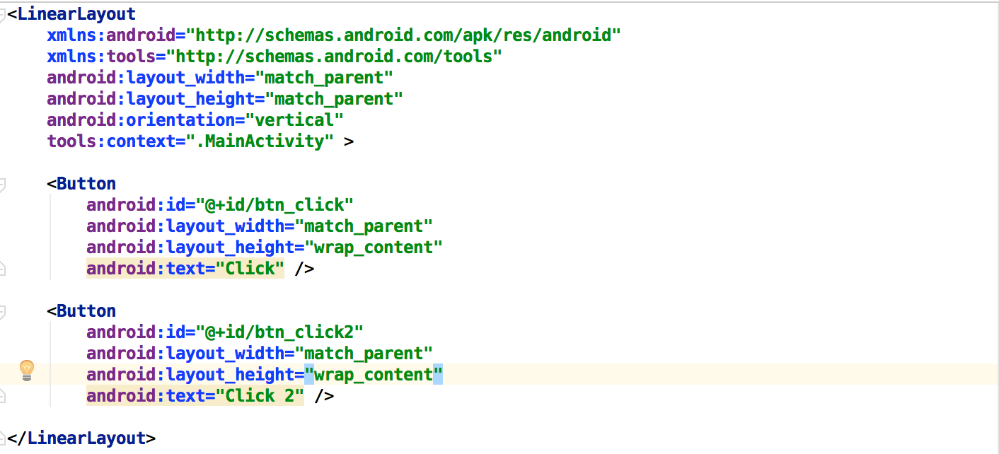 <LinearLayout
    xmlns:android="http://schemas.android.com/apk/res/android"
    xmlns:tools="http://schemas.android.com/tools"
    android:layout_width="match_parent"
    android:layout_height="match_parent"
    android:orientation="vertical"
    tools:context=".MainActivity" >
    <Button
        android:id="@+id/btn_click"
        android:layout_width="match_parent"
        android:layout_height="wrap_content"
        android:text="Click" />
    <Button
        android:id="@+id/btn_click2"
        android:layout_width="match_parent"
        android:layout_height="wrap_content"
        android:text="Click 2" />
</LinearLayout>